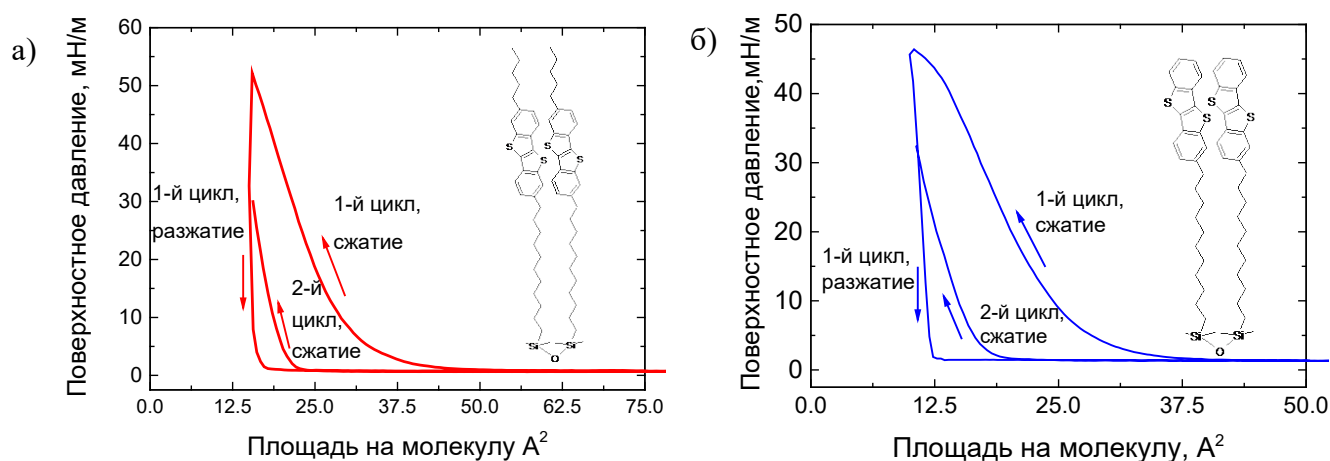 а)
Поверхностное давление, мН/м
60
50
40
30
20
10
0
0.0 12.5 25.0 37.5 50.0 62.5 75.0
Площадь на молекулу А²
1-й цикл,
разжатие
1-й цикл,
сжатие
2-й
цикл,
сжатие
S
S
S
S
Si
Si
O
б)
Поверхностное давление,мН/м
50
40
30
20
10
0
0.0 12.5 25.0 37.5 50.0
Площадь на молекулу, А²
1-й цикл,
сжатие
1-й цикл,
разжатие
2-й цикл,
сжатие
S
S
S
S
Si
Si
O